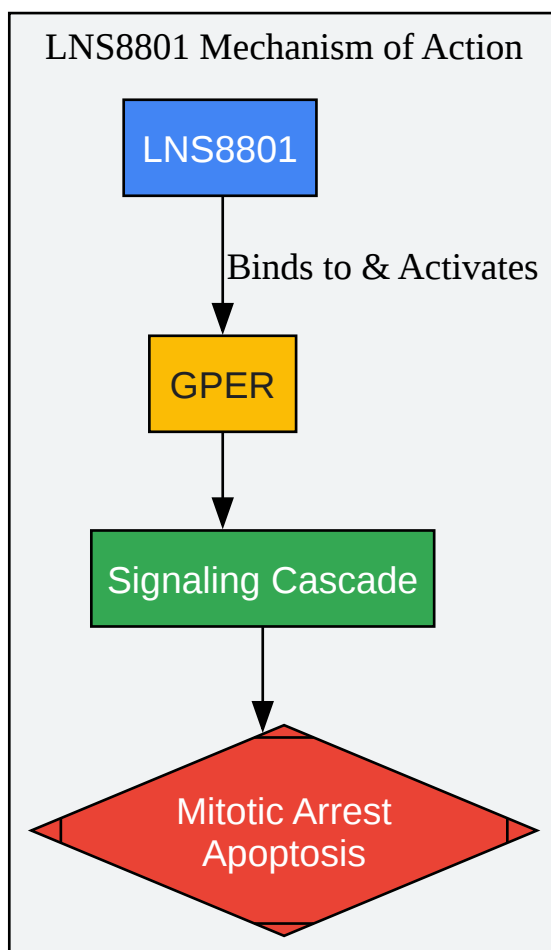 LNS8801 Mechanism of Action
LNS8801
Binds to & Activates
GPER
Signaling Cascade
Mitotic Arrest
Apoptosis